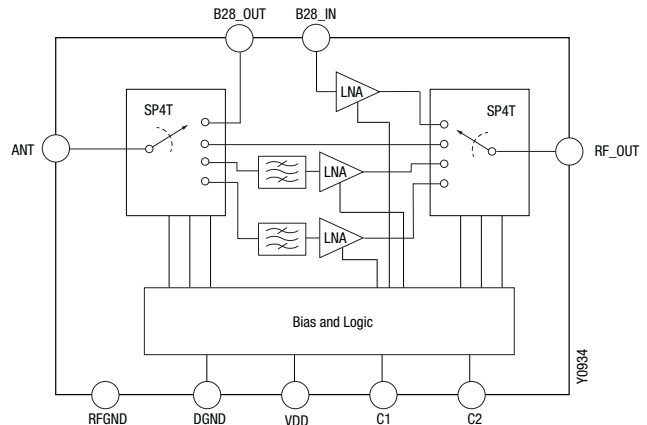 B28_OUT B28_IN
LNA
SP4T SP4T
ANT RF_OUT
LNA
LNA
Bias and Logic
Y0934
RFGND DGND VDD C1 C2